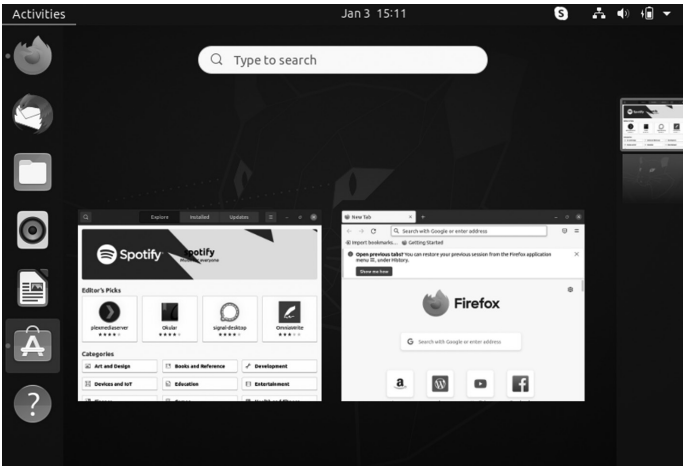 Activities
Jan 3 15:11
Type to search
Explore Installed Updates
Spotify spotify
Editor's Picks
plexmediaserver Okular signal-desktop OmniaWrite
Categories
Art and Design Books and Reference Development
Devices and IoT Education Entertainment
New Tab
Search with Google or enter address
Import bookmarks... Getting Started
Open previous tabs? You can restore your previous session from the Firefox application
menu ☰, under History.
Show me how
Firefox
Search with Google or enter address